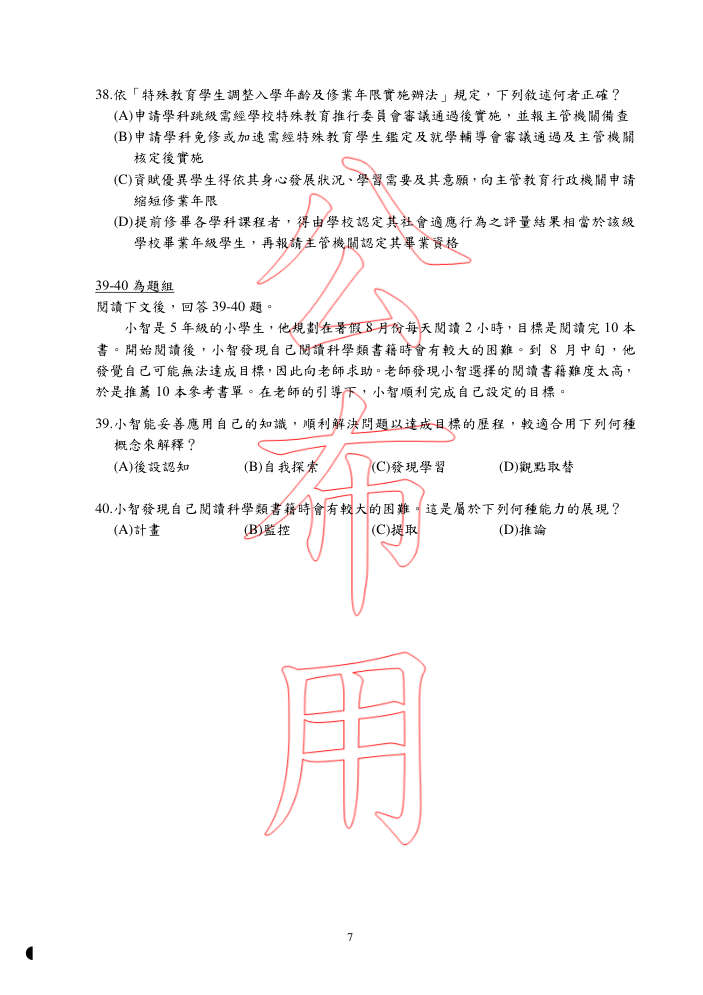 38.依「特殊教育學生調整入學年齡及修業年限實施辦法」規定，下列敘述何者正確？
(A)申請學科跳級需經學校特殊教育推行委員會審議通過後實施，並報主管機關備查
(B)申請學科免修或加速需經特殊教育學生鑑定及就學輔導會審議通過及主管機關
核定後實施
(C)資賦優異學生得依其身心發展狀況、學習需要及其意願，向主管教育行政機關申請
縮短修業年限
(D)提前修畢各學科課程者，得由學校認定其社會適應行為之評量結果相當於該級
學校畢業年級學生，再報請主管機關認定其畢業資格
39-40 為題組
閱讀下文後，回答 39-40 題。
小智是 5 年級的小學生，他規劃在暑假 8 月份每天閱讀 2 小時，目標是閱讀完 10 本
書。開始閱讀後，小智發現自己閱讀科學類書籍時會有較大的困難。到 8 月中旬，他
發覺自己可能無法達成目標，因此向老師求助。老師發現小智選擇的閱讀書籍難度太高，
於是推薦 10 本參考書單。在老師的引導下，小智順利完成自己設定的目標。
39.小智能妥善應用自己的知識，順利解決問題以達成目標的歷程，較適合用下列何種
概念來解釋？
(A)後設認知 (B)自我探索 (C)發現學習 (D)觀點取替
40.小智發現自己閱讀科學類書籍時會有較大的困難。這是屬於下列何種能力的展現？
(A)計畫 (B)監控 (C)提取 (D)推論
公布用
7